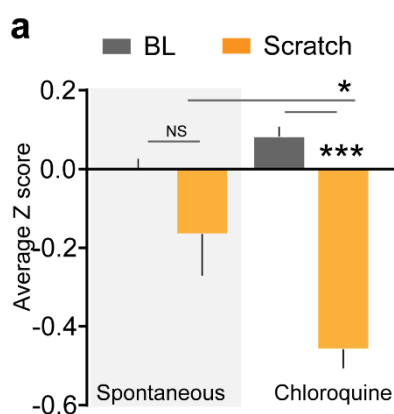 a
BL Scratch
0.2
*
NS
***
0.0
-0.2
-0.4
-0.6
Average Z score
Spontaneous Chloroquine